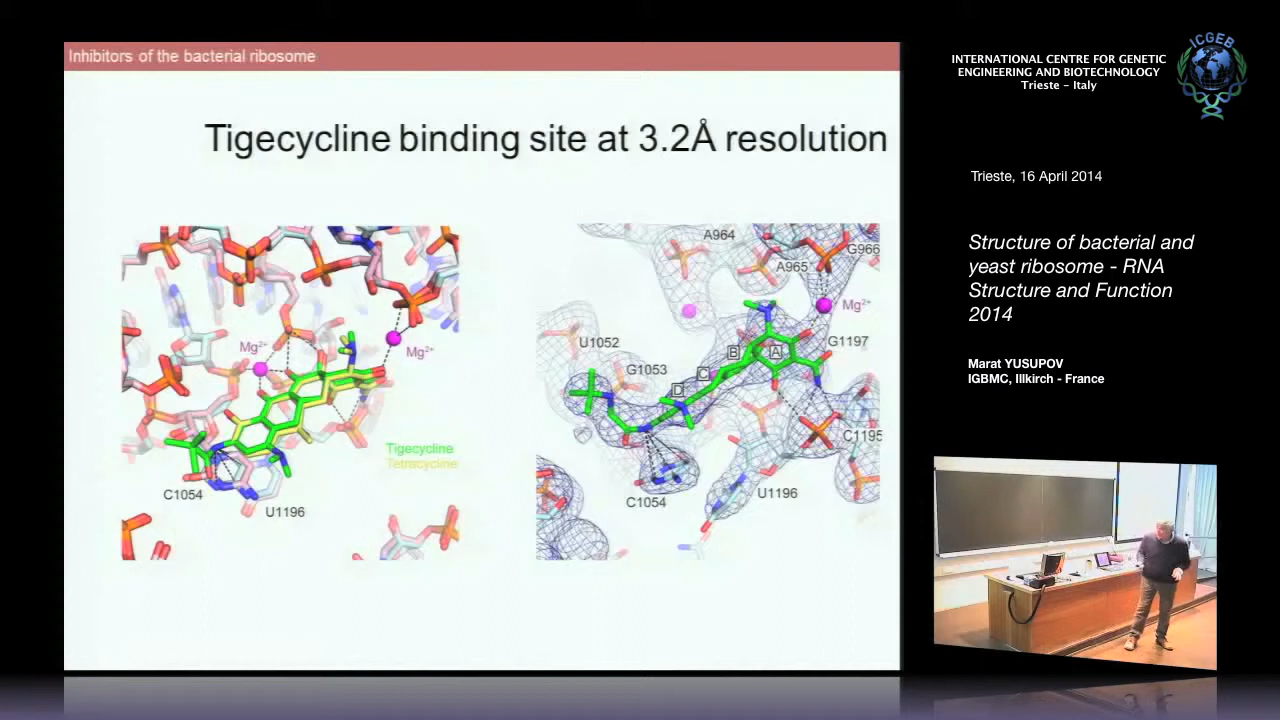 Inhibitors of the bacterial ribosome
Tigecycline binding site at 3.2Å resolution
Mg²⁺
Mg²⁺
Tigecycline
Tetracycline
C1054
U1196
A964
A965
G966
Mg²⁺
U1052
G1053
G1197
B
A
C
D
C1195
C1054
U1196
ICGEB
INTERNATIONAL CENTRE FOR GENETIC
ENGINEERING AND BIOTECHNOLOGY
Trieste - Italy
Trieste, 16 April 2014
Structure of bacterial and
yeast ribosome - RNA
Structure and Function
2014
Marat YUSUPOV
IGBMC, Illkirch - France